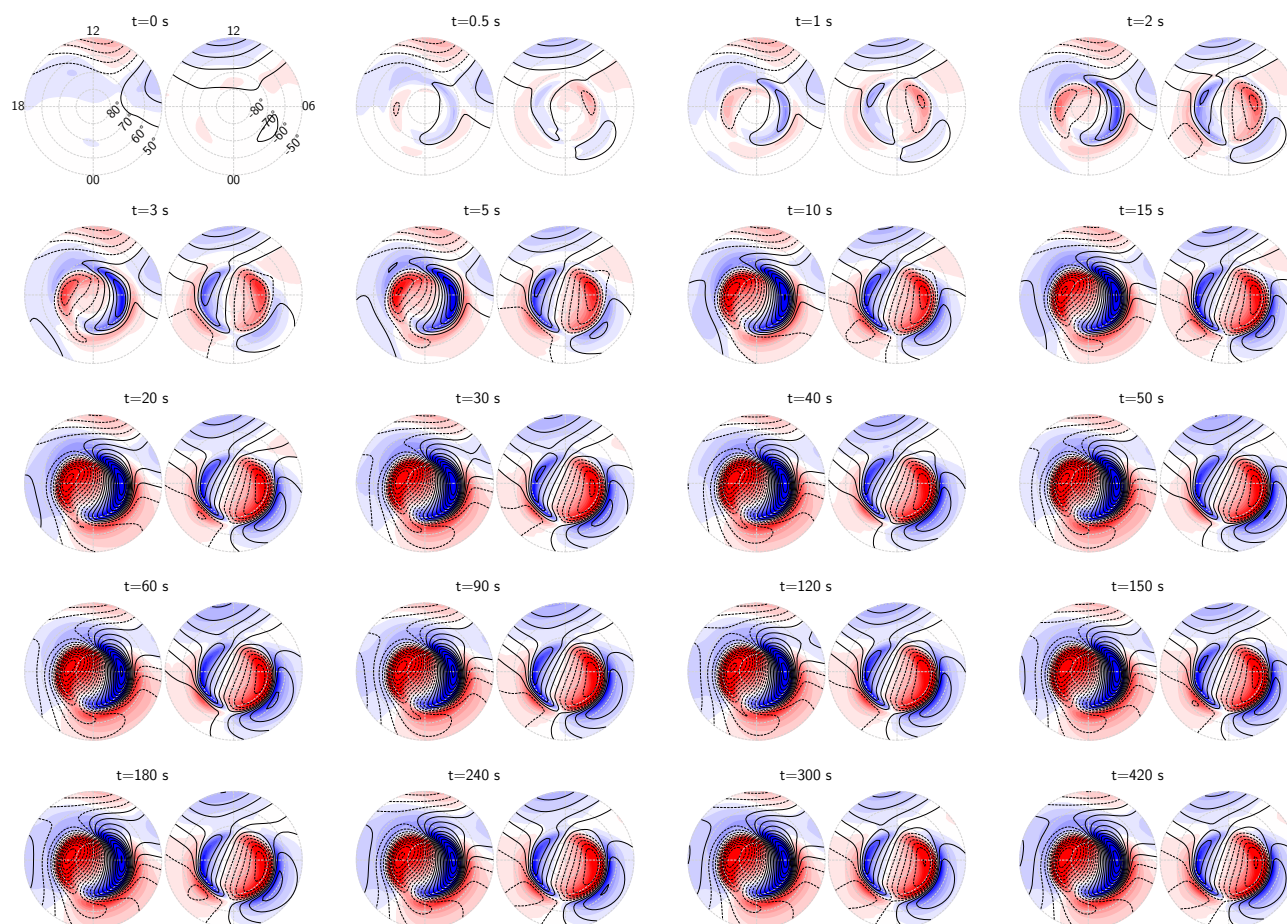 t=0 s
t=0.5 s
t=1 s
t=2 s
12
12
18
06
80°
70°
60°
50°
-80°
-70°
-60°
-50°
00
00
t=3 s
t=5 s
t=10 s
t=15 s
t=20 s
t=30 s
t=40 s
t=50 s
t=60 s
t=90 s
t=120 s
t=150 s
t=180 s
t=240 s
t=300 s
t=420 s